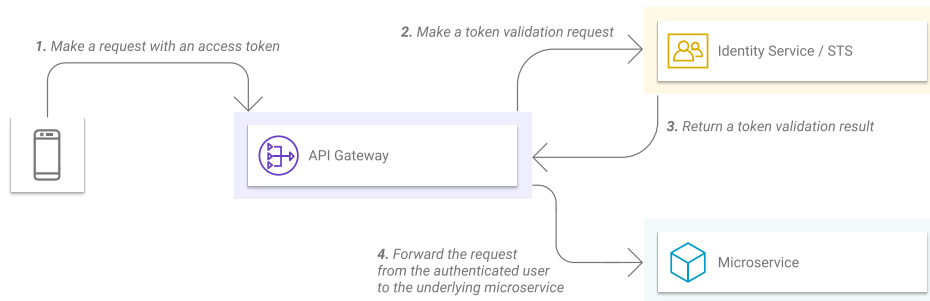 1. Make a request with an access token
2. Make a token validation request
Identity Service / STS
3. Return a token validation result
API Gateway
4. Forward the request
from the authenticated user
to the underlying microservice
Microservice